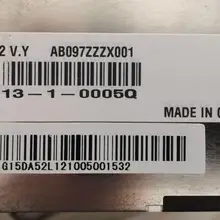 2 V.Y AB097ZZZX001
13-1-0005Q
MADE IN C
G15DA52L121005001532